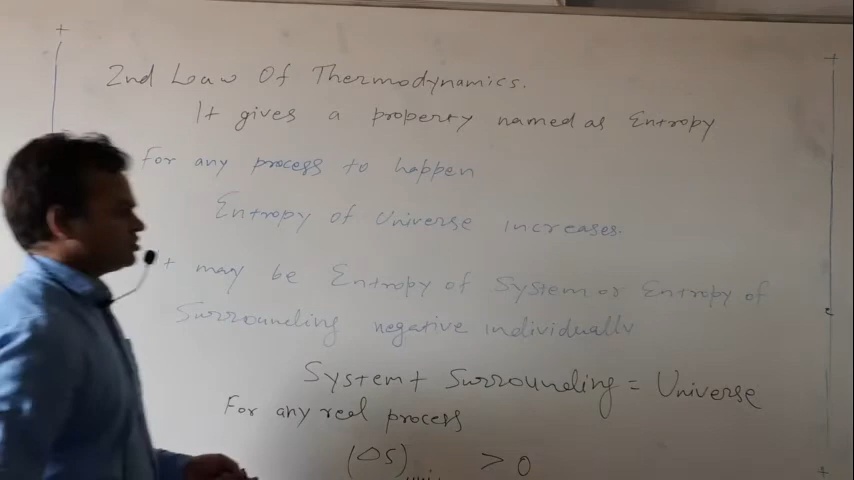 2nd Law Of Thermodynamics.
It gives a property named as Entropy
For any process to happen
Entropy of Universe increases.
may be Entropy of System or Entropy of
Surrounding negative individually
System + Surrounding = Universe
For any real process
(ΔS) > 0